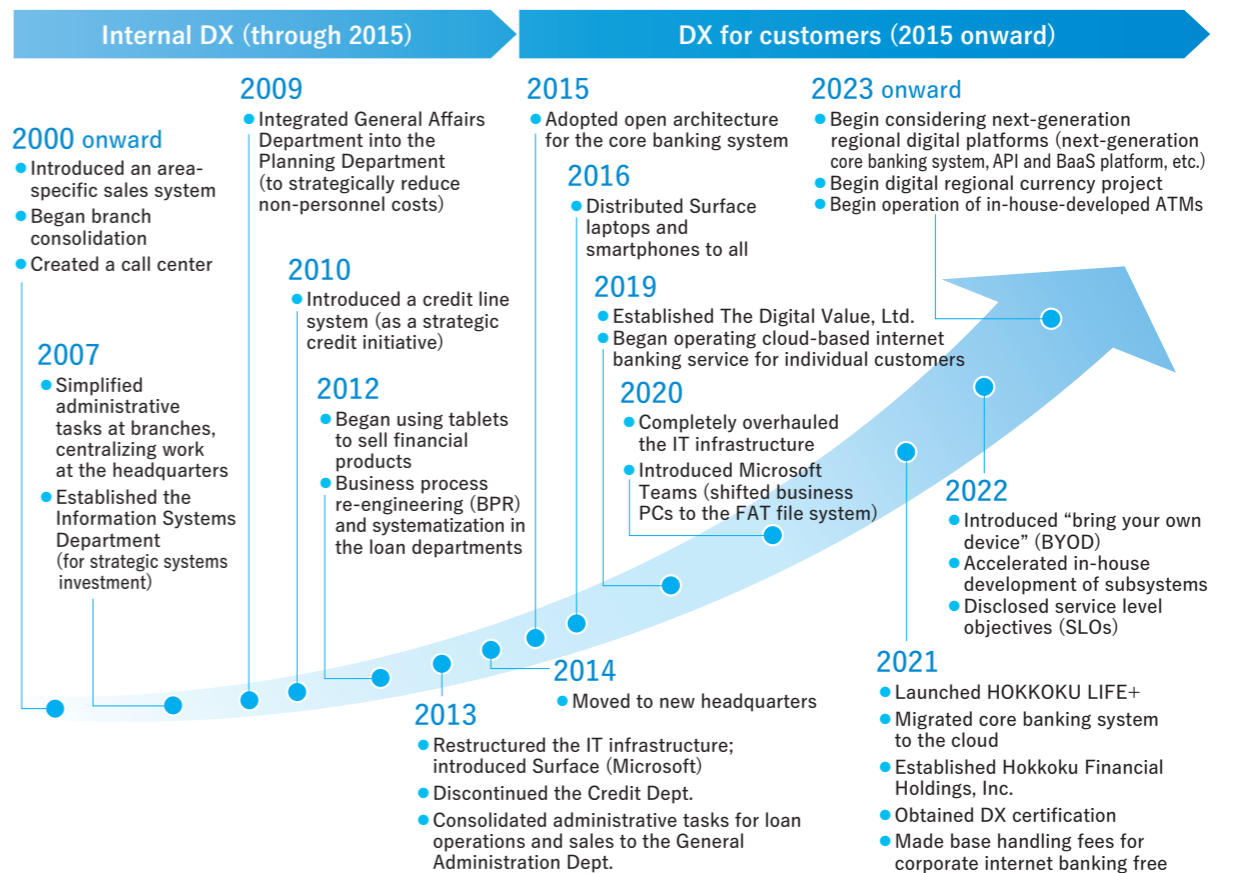 Internal DX (through 2015)
DX for customers (2015 onward)
2000 onward
● Introduced an area-
specific sales system
● Began branch
consolidation
● Created a call center
2007
● Simplified
administrative
tasks at branches,
centralizing work
at the headquarters
● Established the
Information Systems
Department
(for strategic systems
investment)
2009
● Integrated General Affairs
Department into the
Planning Department
(to strategically reduce
non-personnel costs)
2010
● Introduced a credit line
system (as a strategic
credit initiative)
2012
● Began using tablets
to sell financial
products
● Business process
re-engineering (BPR)
and systematization in
the loan departments
2013
● Restructured the IT infrastructure;
introduced Surface (Microsoft)
● Discontinued the Credit Dept.
● Consolidated administrative tasks for loan
operations and sales to the General
Administration Dept.
2014
● Moved to new headquarters
2015
● Adopted open architecture
for the core banking system
2016
● Distributed Surface
laptops and
smartphones to all
2019
● Established The Digital Value, Ltd.
● Began operating cloud-based internet
banking service for individual customers
2020
● Completely overhauled
the IT infrastructure
● Introduced Microsoft
Teams (shifted business
PCs to the FAT file system)
2021
● Launched HOKKOKU LIFE+
● Migrated core banking system
to the cloud
● Established Hokkoku Financial
Holdings, Inc.
● Obtained DX certification
● Made base handling fees for
corporate internet banking free
2022
● Introduced “bring your own
device” (BYOD)
● Accelerated in-house
development of subsystems
● Disclosed service level
objectives (SLOs)
2023 onward
● Begin considering next-generation
regional digital platforms (next-generation
core banking system, API and BaaS platform, etc.)
● Begin digital regional currency project
● Begin operation of in-house-developed ATMs